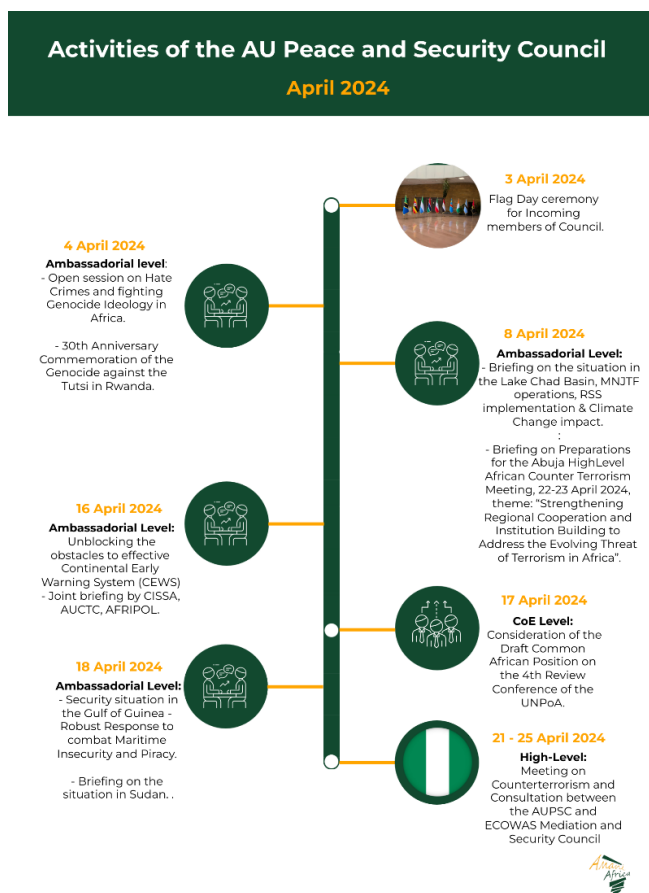 Activities of the AU Peace and Security Council
April 2024
3 April 2024
Flag Day ceremony
for Incoming
members of Council.
4 April 2024
Ambassadorial level:
- Open session on Hate
Crimes and fighting
Genocide Ideology in
Africa.
- 30th Anniversary
Commemoration of the
Genocide against the
Tutsi in Rwanda.
8 April 2024
Ambassadorial Level:
- Briefing on the situation in
the Lake Chad Basin, MNJTF
operations, RSS
implementation & Climate
Change impact.
:
- Briefing on Preparations
for the Abuja HighLevel
African Counter Terrorism
Meeting, 22-23 April 2024,
theme: “Strengthening
Regional Cooperation and
Institution Building to
Address the Evolving Threat
of Terrorism in Africa”.
16 April 2024
Ambassadorial Level:
Unblocking the
obstacles to effective
Continental Early
Warning System (CEWS)
- Joint briefing by CISSA,
AUCTC, AFRIPOL.
17 April 2024
CoE Level:
Consideration of the
Draft Common
African Position on
the 4th Review
Conference of the
UNPoA.
18 April 2024
Ambassadorial Level:
- Security situation in
the Gulf of Guinea -
Robust Response to
combat Maritime
Insecurity and Piracy.
- Briefing on the
situation in Sudan. .
21 - 25 April 2024
High-Level:
Meeting on
Counterterrorism and
Consultation between
the AUPSC and
ECOWAS Mediation and
Security Council
Amani
Africa